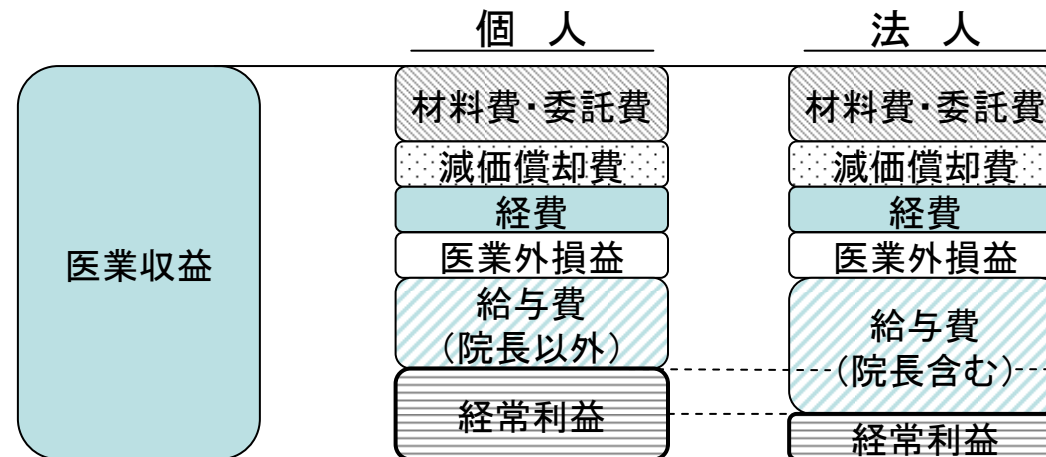 個 人
法 人
医業収益
材料費・委託費
減価償却費
経費
医業外損益
給与費
（院長以外）
経常利益
材料費・委託費
減価償却費
経費
医業外損益
給与費
（院長含む）
経常利益